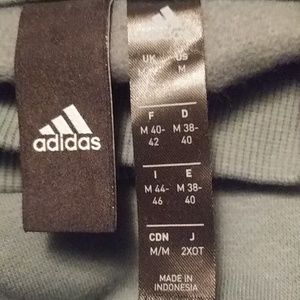 adidas
UK US
M M
F D
M 40- M 38-
42 40
I E
M 44- M 38-
46 40
CDN J
M/M 2XOT
MADE IN
INDONESIA